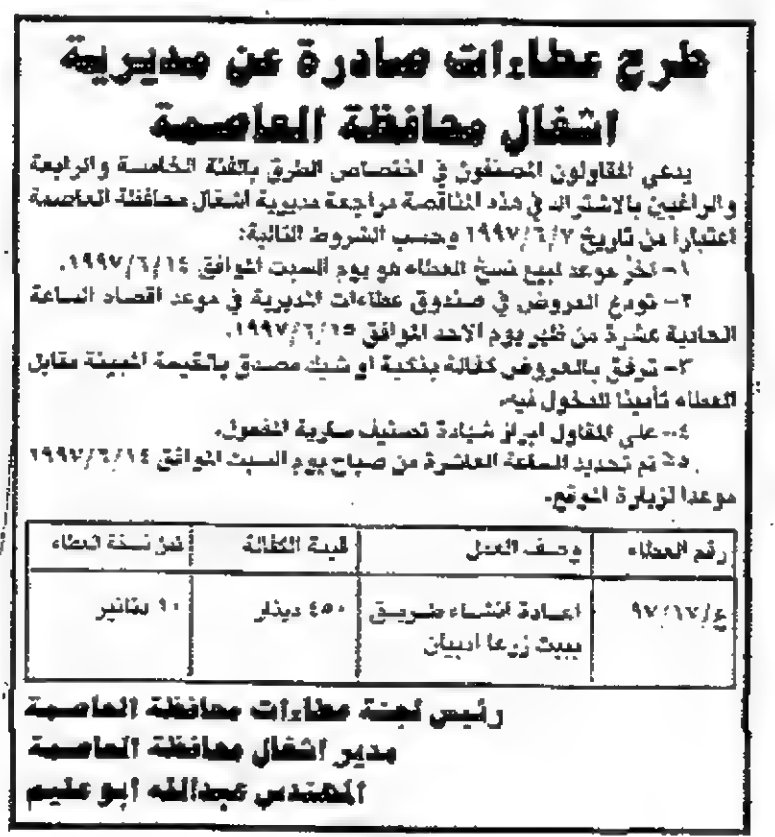 طرح عطاءات صادرة عن مديرية
اشغال محافظة العاصمة
يدعى المقاولون المصنفون في اختصاص الطرق بالفئة الخامسة والرابعة
والراغبين بالاشتراك في هذه المناقصة مراجعة مديرية اشغال محافظة العاصمة
اعتبارا من تاريخ ١٩٩٧/٦/٧ وحسب الشروط التالية:
١- اخر موعد لبيع نسخ العطاء هو يوم السبت الموافق ١٩٩٧/٦/١٤.
٢- تودع العروض في صندوق عطاءات المديرية في موعد اقصاه الساعة
الثانية عشرة من ظهر يوم الاحد الموافق ١٩٩٧/٦/١٥.
٣- ترفق بالعروض كفالة بنكية او شيك مصدق بالقيمة المبينة مقابل
العطاء تأمينا للدخول فيه.
٤- على المقاول ابراز شهادة تصنيف سارية المفعول.
٥- تم تحديد الساعة العاشرة من صباح يوم السبت الموافق ١٩٩٧/٦/١٤
موعدا لزيارة الموقع.
رقم العطاء وصف العمل قيمة الكفالة ثمن نسخة العطاء
ع/٩٧/١٧ اعادة انشاء طريق ٤٥٠ دينار ١٠ دنانير
بيت زرعا
رئيس لجنة عطاءات محافظة العاصمة
مدير اشغال محافظة العاصمة
المهندس عبدالله ابو عليم